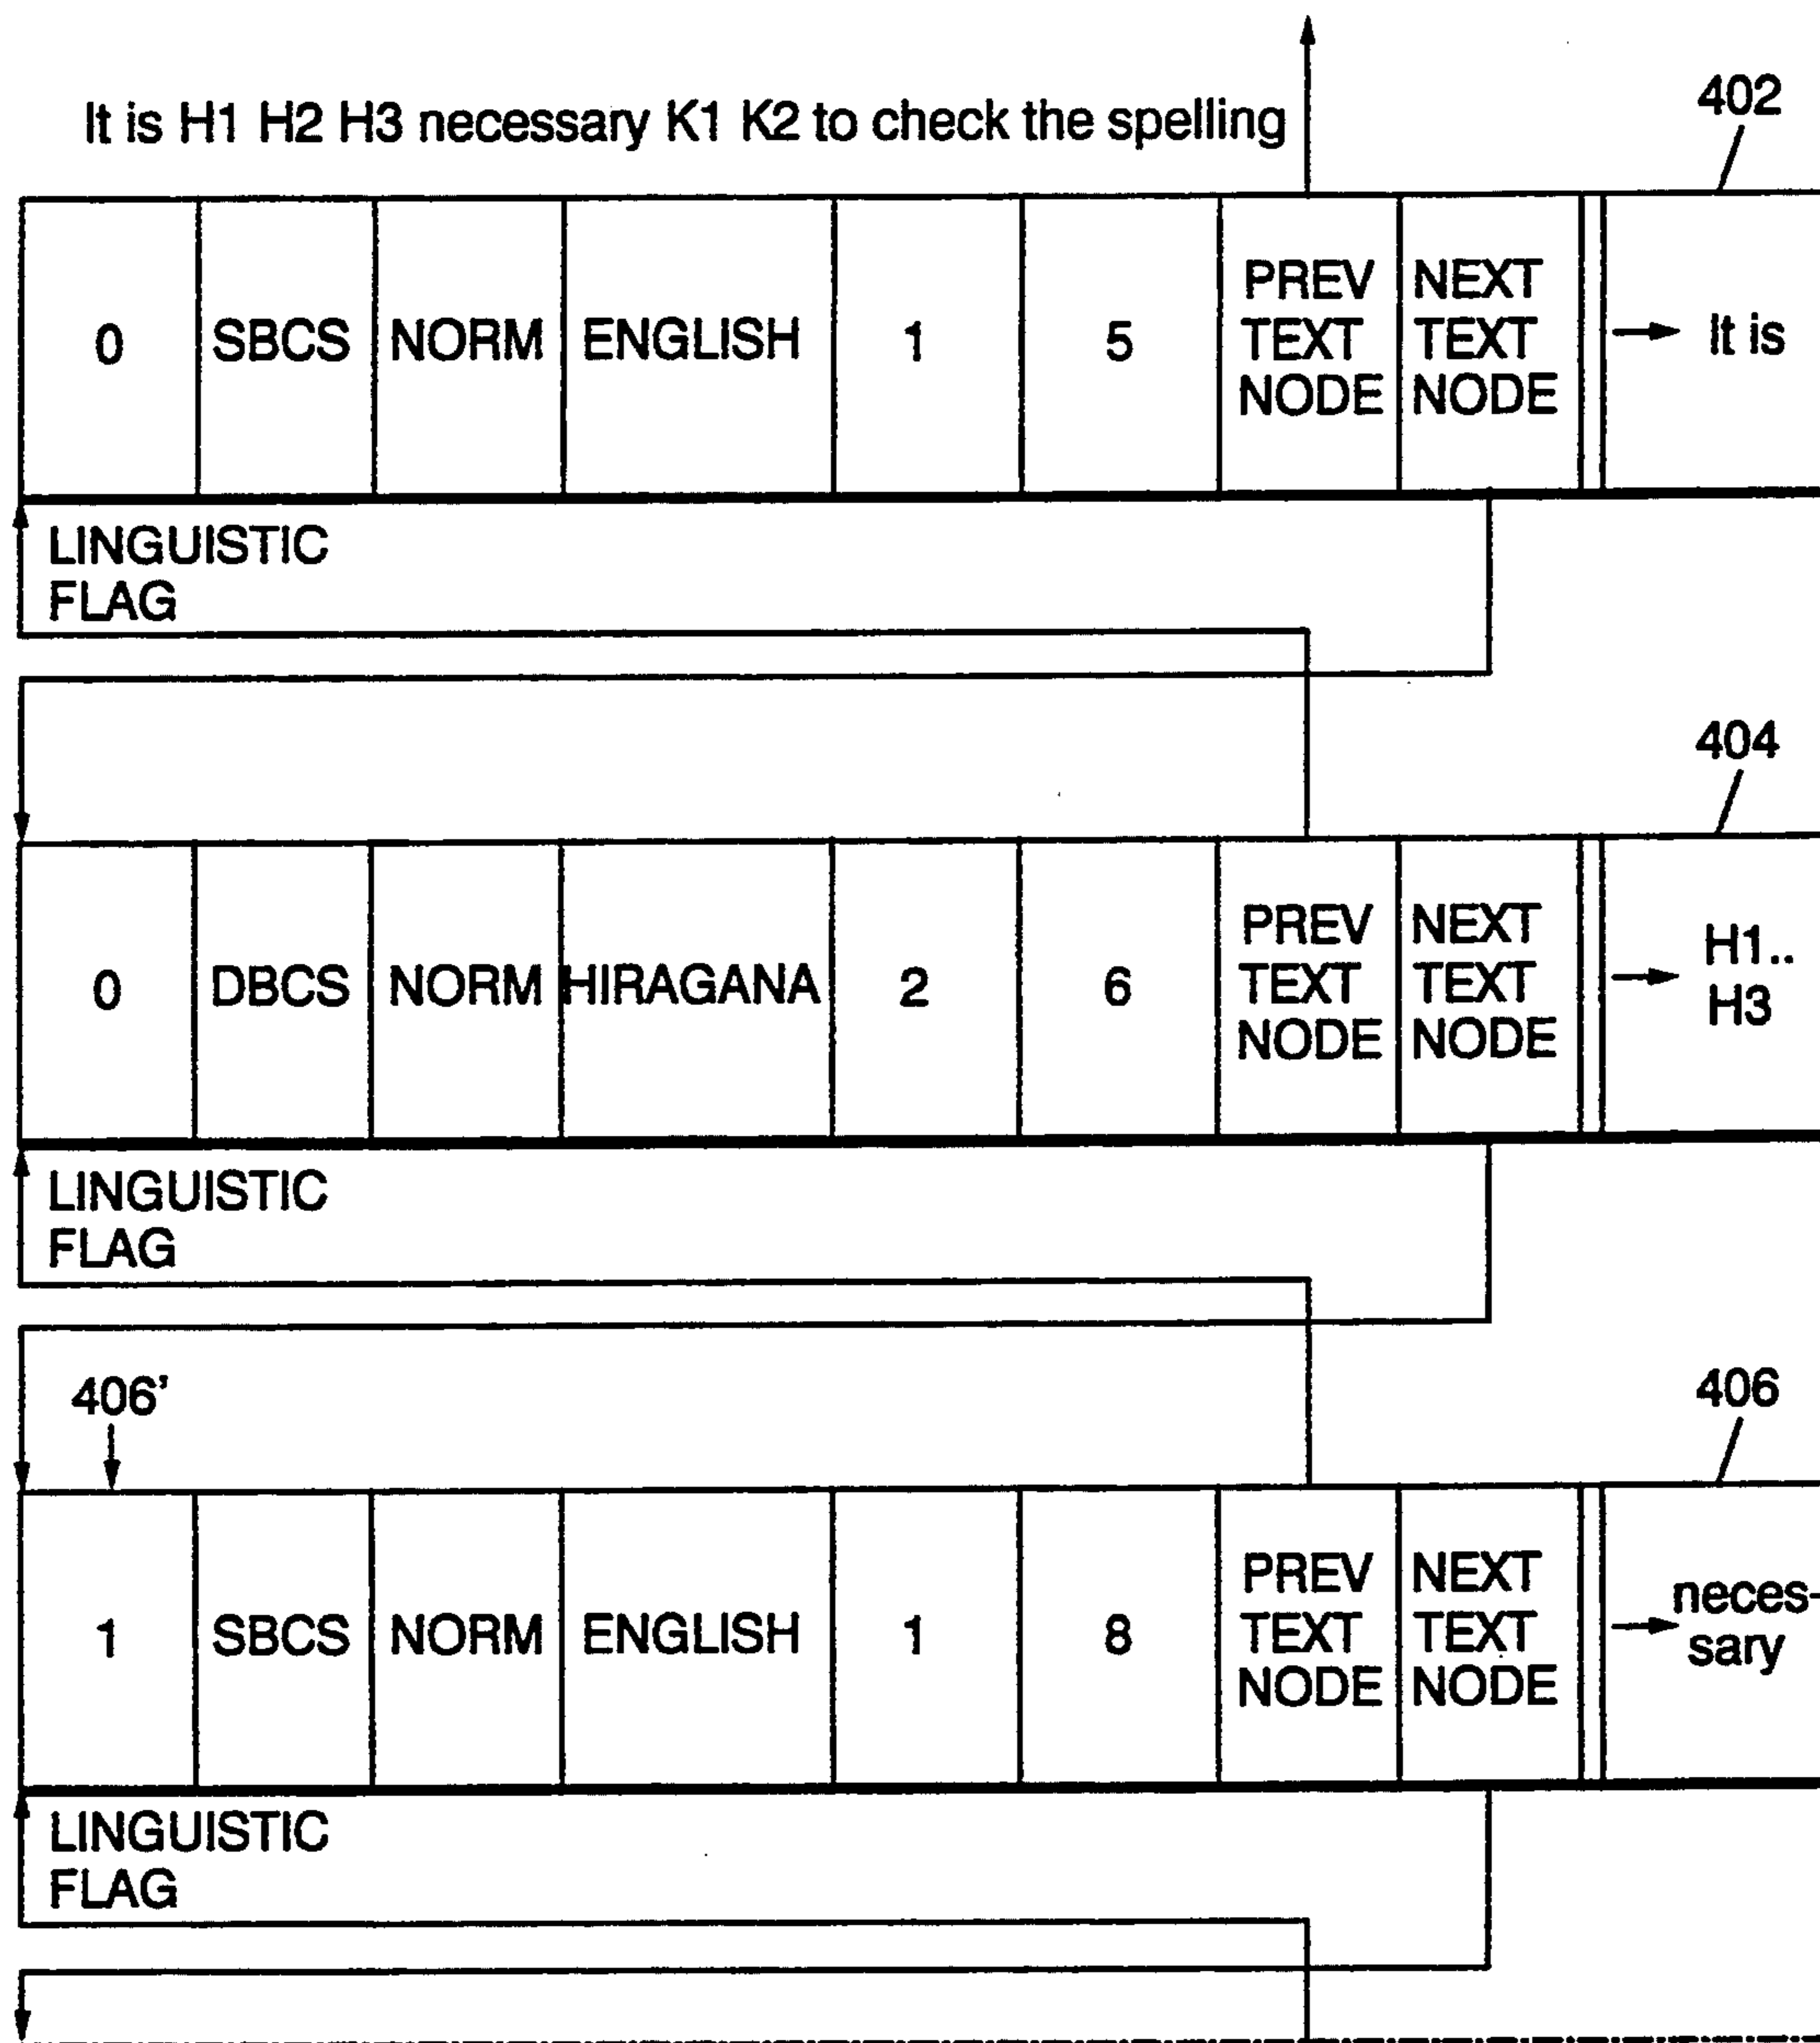 402
It is H1 H2 H3 necessary K1 K2 to check the spelling
0 SBCS NORM ENGLISH 1 5 PREV TEXT NODE NEXT TEXT NODE It is
LINGUISTIC
FLAG
404
0 DBCS NORM HIRAGANA 2 6 PREV TEXT NODE NEXT TEXT NODE H1.. H3
LINGUISTIC
FLAG
406'
406
1 SBCS NORM ENGLISH 1 8 PREV TEXT NODE NEXT TEXT NODE neces- sary
LINGUISTIC
FLAG